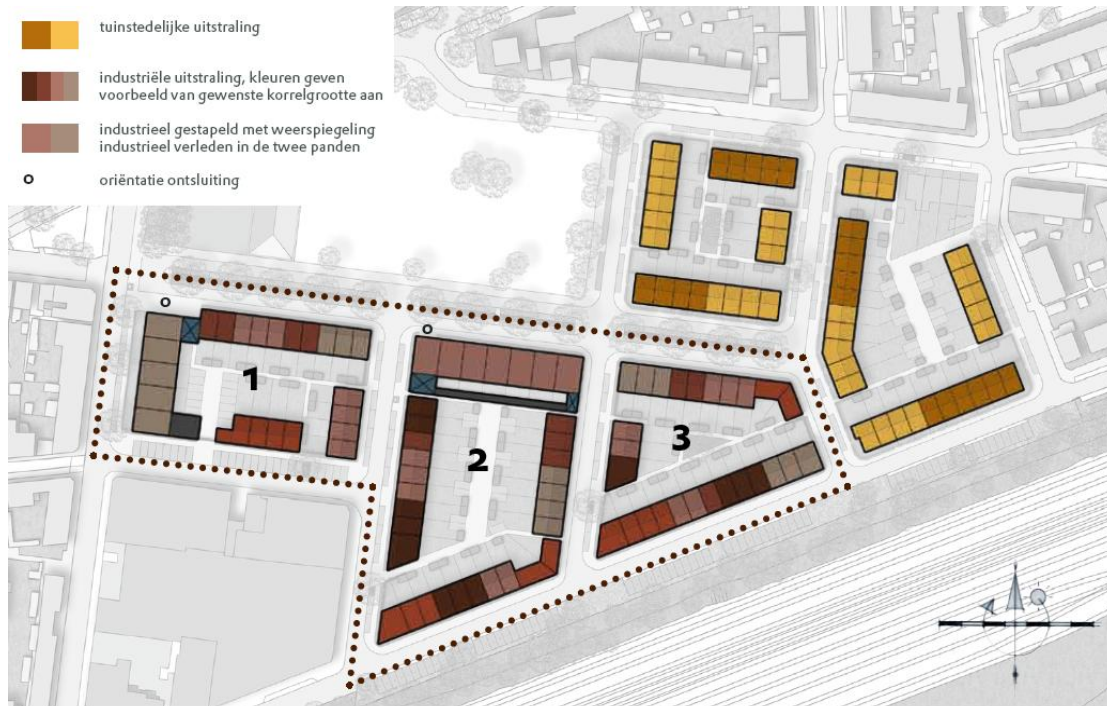 tuinstedelijke uitstraling
industriële uitstraling, kleuren geven
voorbeeld van gewenste korrelgrootte aan
industrieel gestapeld met weerspiegeling
industrieel verleden in de twee panden
oriëntatie ontsluiting
1
2
3